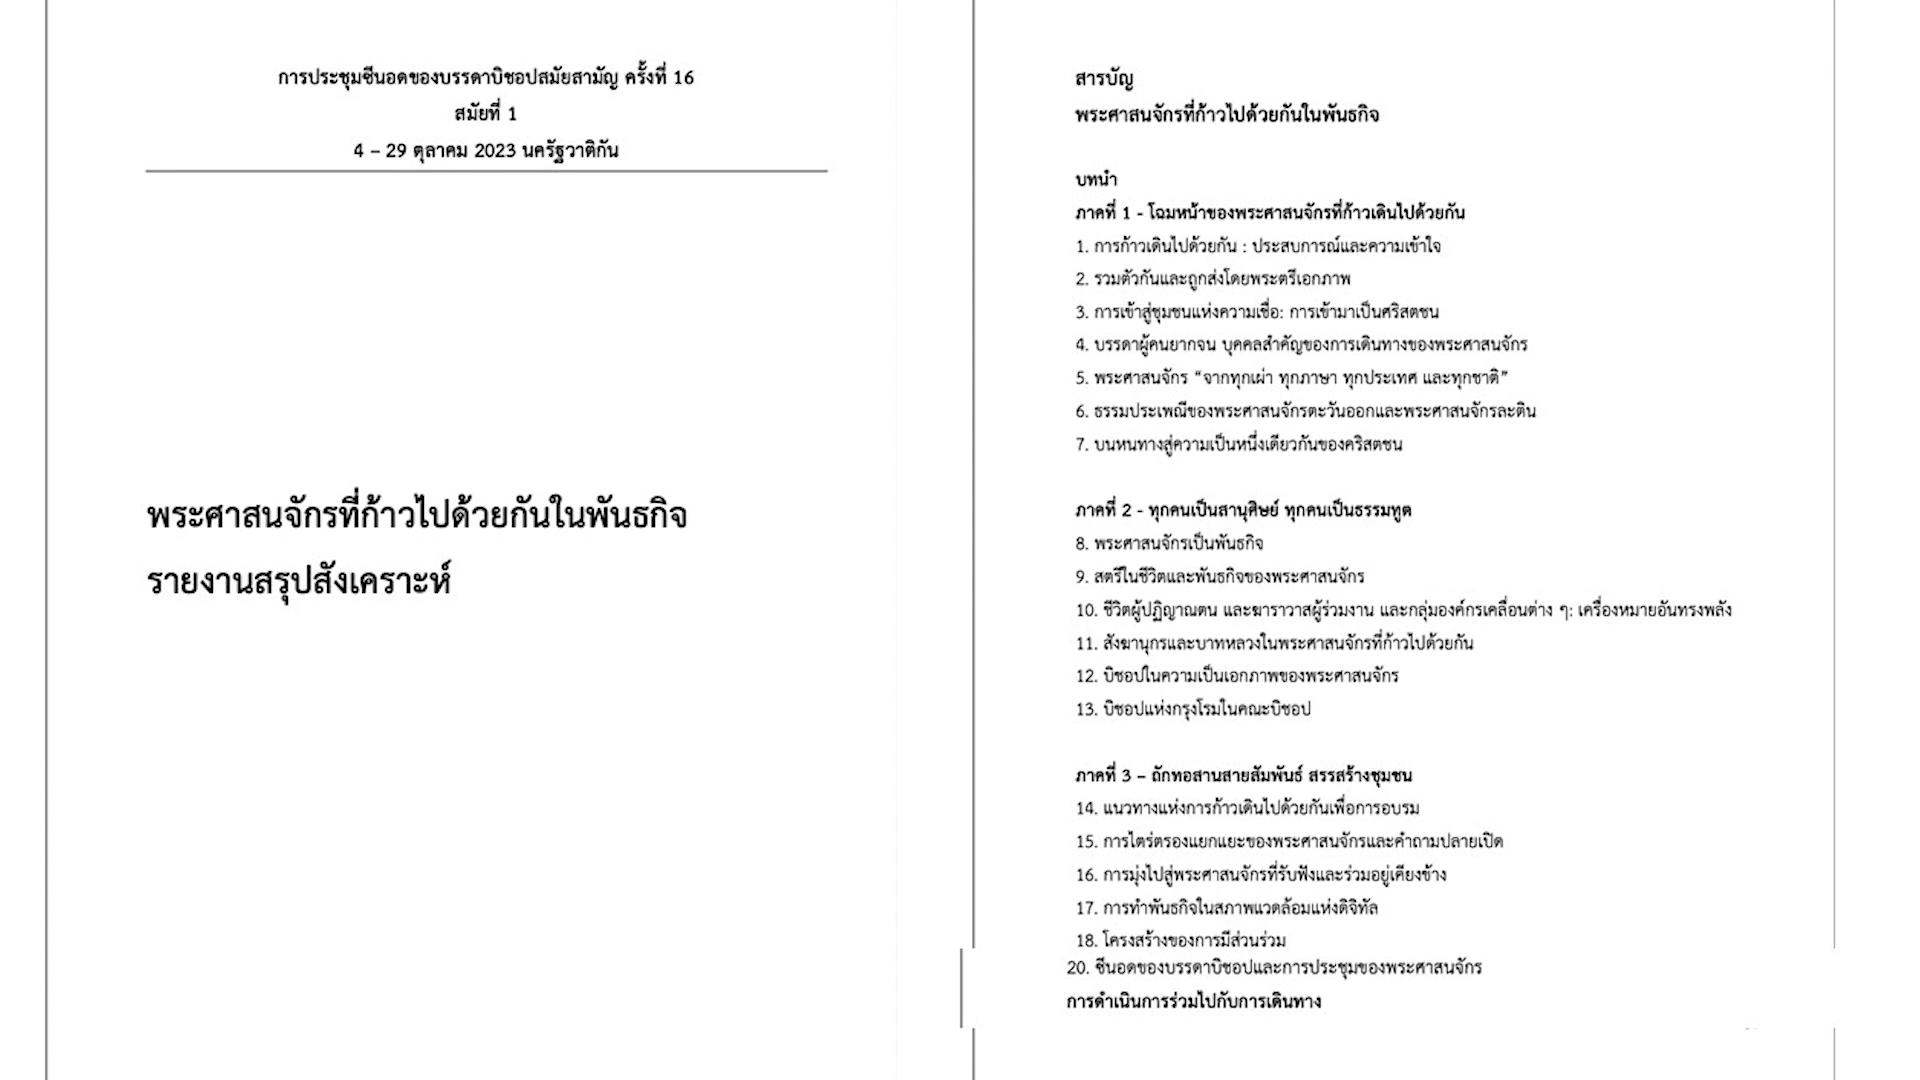 การประชุมซีนอดของบรรดาบิชอปสมัยสามัญ ครั้งที่ 16
สมัยที่ 1
4 – 29 ตุลาคม 2023 นครัฐวาติกัน
พระศาสนจักรที่ก้าวไปด้วยกันในพันธกิจ
รายงานสรุปสังเคราะห์
สารบัญ
พระศาสนจักรที่ก้าวไปด้วยกันในพันธกิจ
บทนำ
ภาคที่ 1 - โฉมหน้าของพระศาสนจักรที่ก้าวเดินไปด้วยกัน
1. การก้าวเดินไปด้วยกัน : ประสบการณ์และความเข้าใจ
2. รวมตัวกันและถูกส่งโดยพระตรีเอกภาพ
3. การเข้าสู่ชุมชนแห่งความเชื่อ: การเข้ามาเป็นคริสตชน
4. บรรดาผู้คนยากจน บุคคลสำคัญของการเดินทางของพระศาสนจักร
5. พระศาสนจักร “จากทุกเผ่า ทุกภาษา ทุกประเทศ และทุกชาติ”
6. ธรรมประเพณีของพระศาสนจักรตะวันออกและพระศาสนจักรละติน
7. บนหนทางสู่ความเป็นหนึ่งเดียวกันของคริสตชน
ภาคที่ 2 - ทุกคนเป็นสานุศิษย์ ทุกคนเป็นธรรมทูต
8. พระศาสนจักรเป็นพันธกิจ
9. สตรีในชีวิตและพันธกิจของพระศาสนจักร
10. ชีวิตผู้ปฏิญาณตน และฆาราวาสผู้ร่วมงาน และกลุ่มองค์กรเคลื่อนต่าง ๆ: เครื่องหมายอันทรงพลัง
11. สังฆานุกรและบาทหลวงในพระศาสนจักรที่ก้าวไปด้วยกัน
12. บิชอปในความเป็นเอกภาพของพระศาสนจักร
13. บิชอปแห่งกรุงโรมในคณะบิชอป
ภาคที่ 3 – ถักทอสานสายสัมพันธ์ สรรสร้างชุมชน
14. แนวทางแห่งการก้าวเดินไปด้วยกันเพื่อการอบรม
15. การไตร่ตรองแยกแยะของพระศาสนจักรและคำถามปลายเปิด
16. การมุ่งไปสู่พระศาสนจักรที่รับฟังและร่วมอยู่เคียงข้าง
17. การทำพันธกิจในสภาพแวดล้อมแห่งดิจิทัล
18. โครงสร้างของการมีส่วนร่วม
20. ซีนอดของบรรดาบิชอปและการประชุมของพระศาสนจักร
การดำเนินการร่วมไปกับการเดินทาง